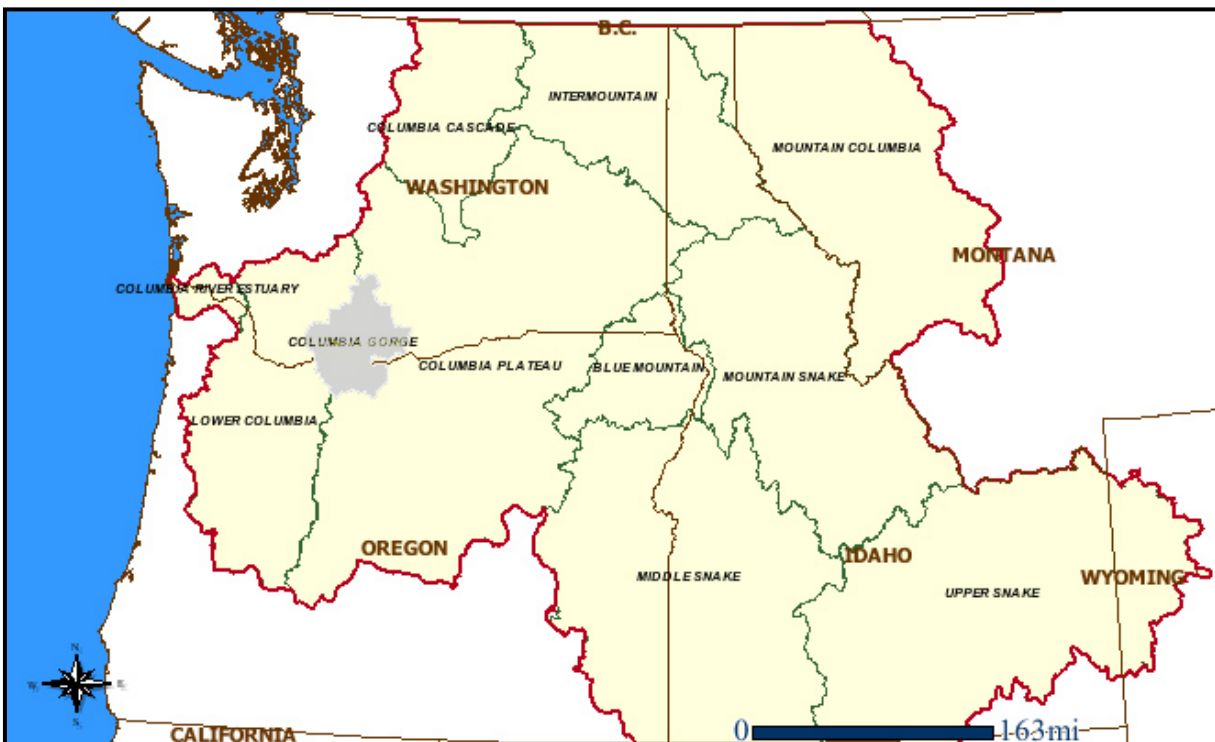 B.C.
INTERMOUNTAIN
COLUMBIA CASCADE
MOUNTAIN COLUMBIA
WASHINGTON
MONTANA
COLUMBIA RIVER ESTUARY
COLUMBIA GORGE
COLUMBIA PLATEAU
BLUE MOUNTAIN
MOUNTAIN SNAKE
LOWER COLUMBIA
OREGON
IDAHO
MIDDLE SNAKE
WYOMING
UPPER SNAKE
N
W
E
S
CALIFORNIA
0 163mi